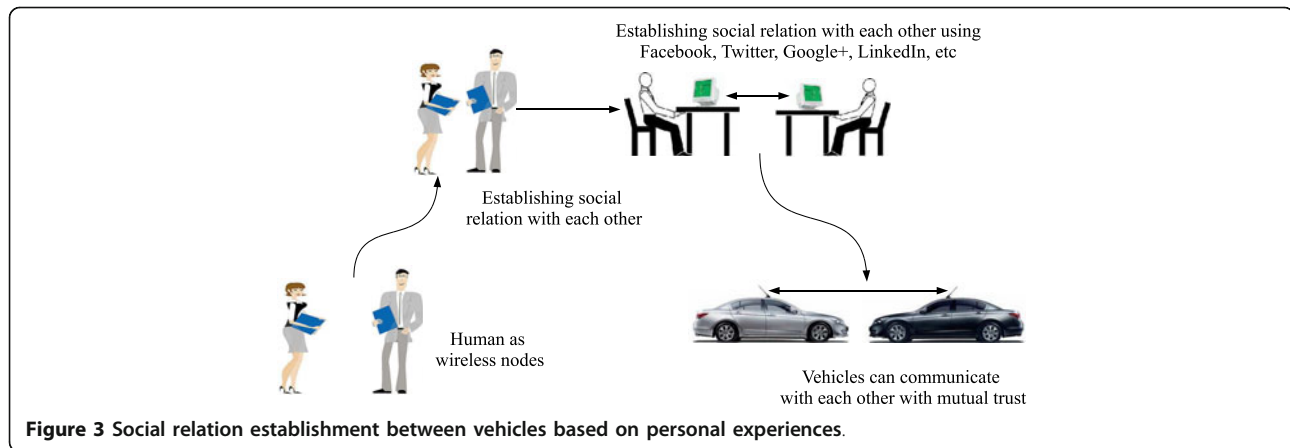 Establishing social relation with each other using
Facebook, Twitter, Google+, LinkedIn, etc
Establishing social
relation with each other
Human as
wireless nodes
Vehicles can communicate
with each other with mutual trust
Figure 3 Social relation establishment between vehicles based on personal experiences.